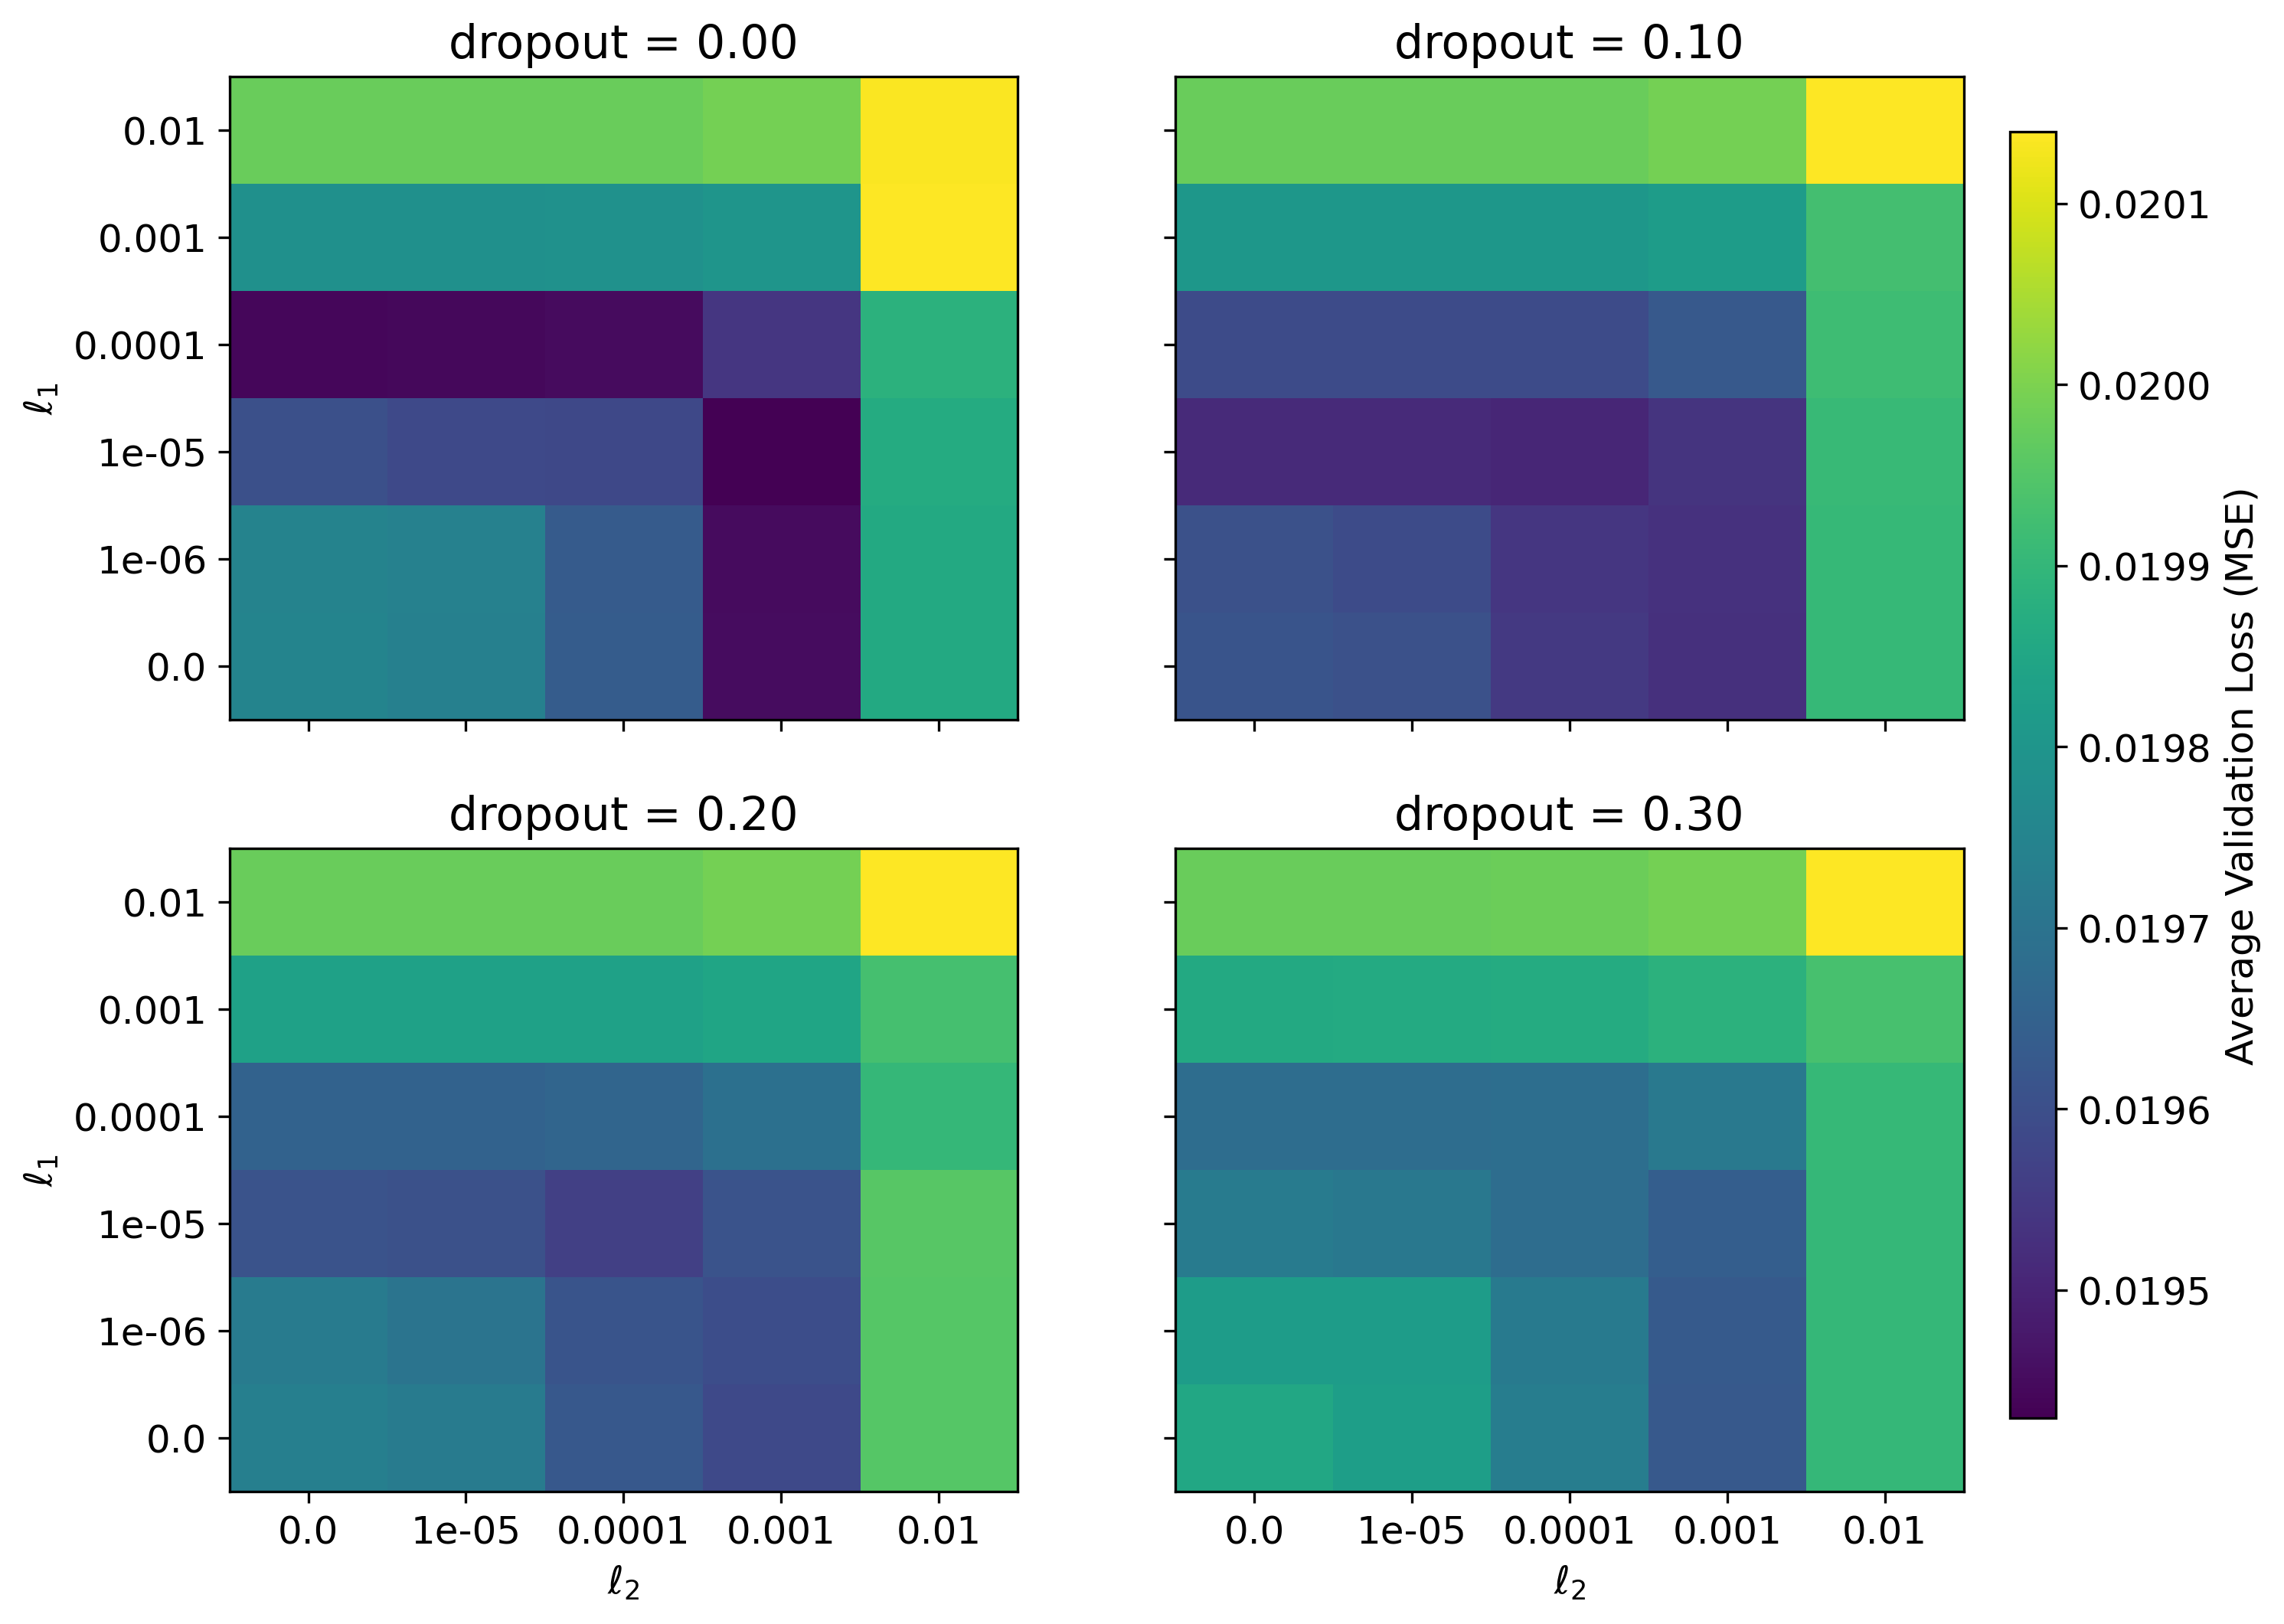 dropout = 0.00
dropout = 0.10
0.01
0.001
0.0001
1e-05
1e-06
0.0
ℓ1
dropout = 0.20
dropout = 0.30
0.01
0.001
0.0001
1e-05
1e-06
0.0
ℓ1
0.0 1e-05 0.0001 0.001 0.01
ℓ2
0.0 1e-05 0.0001 0.001 0.01
ℓ2
0.0201
0.0200
0.0199
0.0198
0.0197
0.0196
0.0195
Average Validation Loss (MSE)